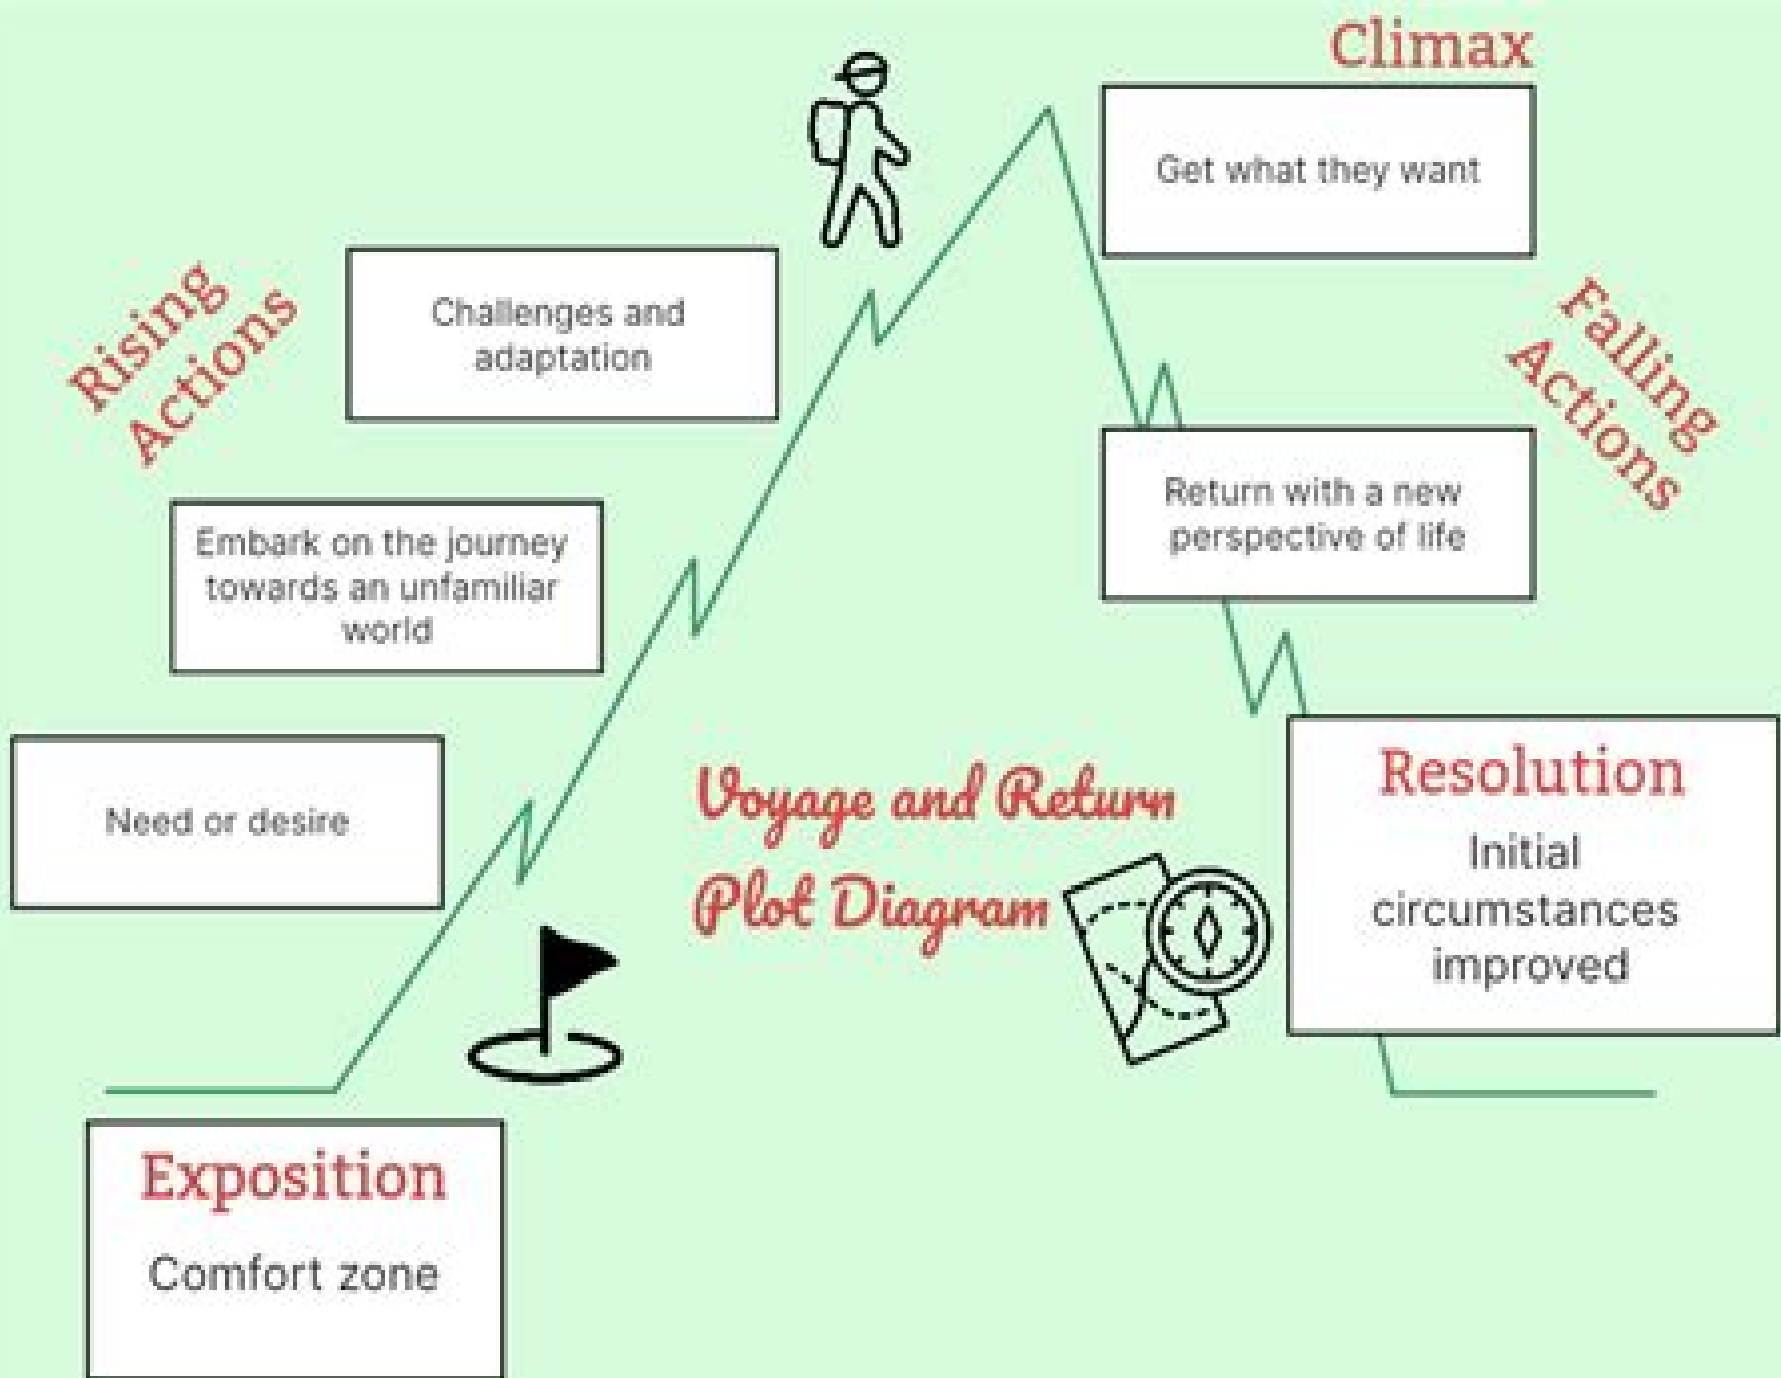 Climax
Get what they want
Rising
Actions
Challenges and
adaptation
Falling
Actions
Return with a new
perspective of life
Embark on the journey
towards an unfamiliar
world
Need or desire
Voyage and Return
Plot Diagram
Resolution
Initial
circumstances
improved
Exposition
Comfort zone